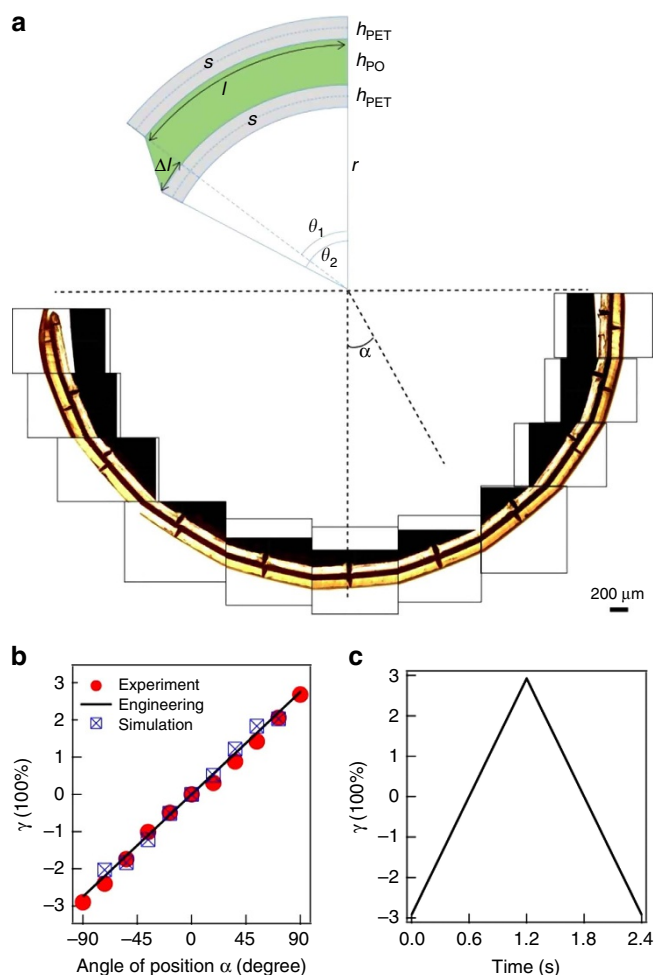 a
h_PET
s
h_PO
l
h_PET
s
Δl
r
θ₁
θ₂
α
200 μm
b
3
2
1
0
−1
−2
−3
γ (100%)
Experiment
Engineering
Simulation
−90
−45
0
45
90
Angle of position α (degree)
c
3
2
1
0
−1
−2
−3
γ (100%)
0.0
0.6
1.2
1.8
2.4
Time (s)